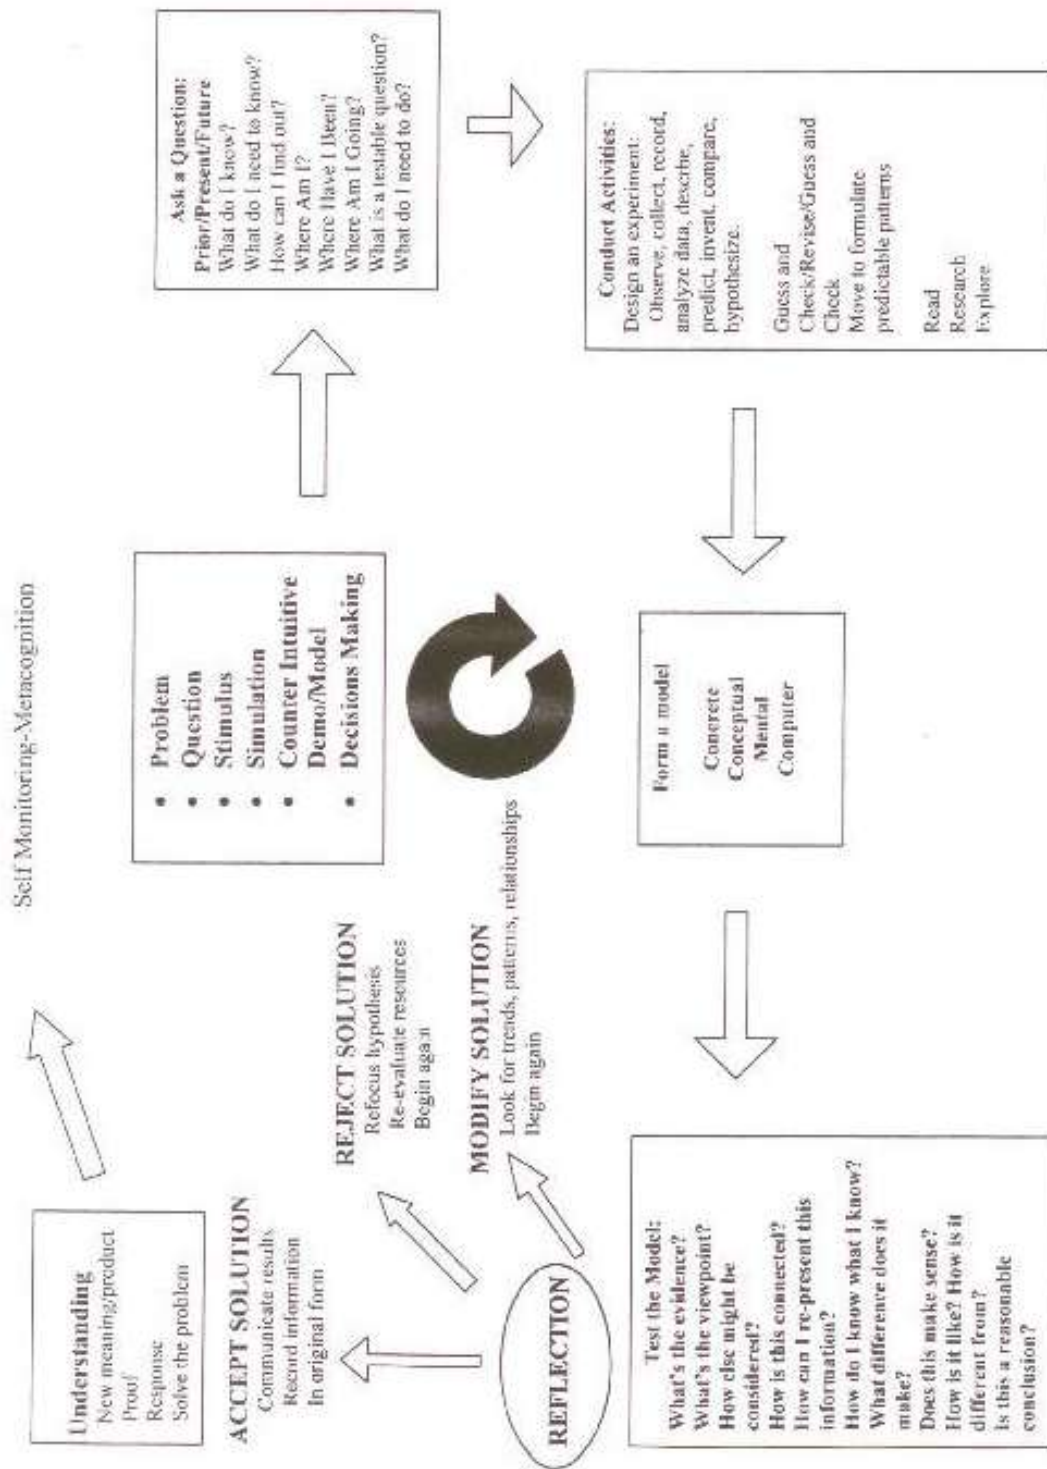 Self Monitoring-Metacognition
Understanding
New meaning/product
Proof
Response
Solve the problem
ACCEPT SOLUTION
Communicate results
Record information
In original form
REJECT SOLUTION
Refocus hypothesis
Re-evaluate resources
Begin again
MODIFY SOLUTION
Look for trends, patterns, relationships
Begin again
REFLECTION
• Problem
• Question
• Stimulus
• Simulation
• Counter Intuitive
Demo/Model
• Decisions Making
Ask a Question:
Prior/Present/Future
What do I know?
What do I need to know?
How can I find out?
Where Am I?
Where Have I Been?
Where Am I Going?
What is a testable question?
What do I need to do?
Conduct Activities:
Design an experiment:
Observe, collect, record,
analyze data, describe,
predict, invent, compare,
hypothesize.
Guess and
Check/Revise/Guess and
Check
Move to formulate
predictable patterns
Read
Research
Explore
Form a model
Concrete
Conceptual
Mental
Computer
Test the Model:
What's the evidence?
What's the viewpoint?
How else might be
considered?
How is this connected?
How can I re-present this
information?
How do I know what I know?
What difference does it
make?
Does this make sense?
How is it like? How is it
different from?
Is this a reasonable
conclusion?